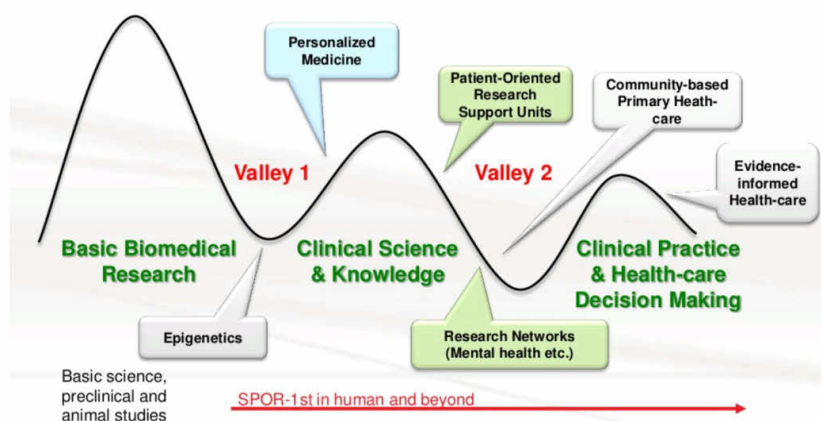 Personalized
Medicine
Patient-Oriented
Research
Support Units
Community-based
Primary Heath-
care
Valley 1
Valley 2
Evidence-
informed
Health-care
Basic Biomedical
Research
Clinical Science
& Knowledge
Clinical Practice
& Health-care
Decision Making
Epigenetics
Research Networks
(Mental health etc.)
Basic science,
preclinical and
animal studies
SPOR-1st in human and beyond